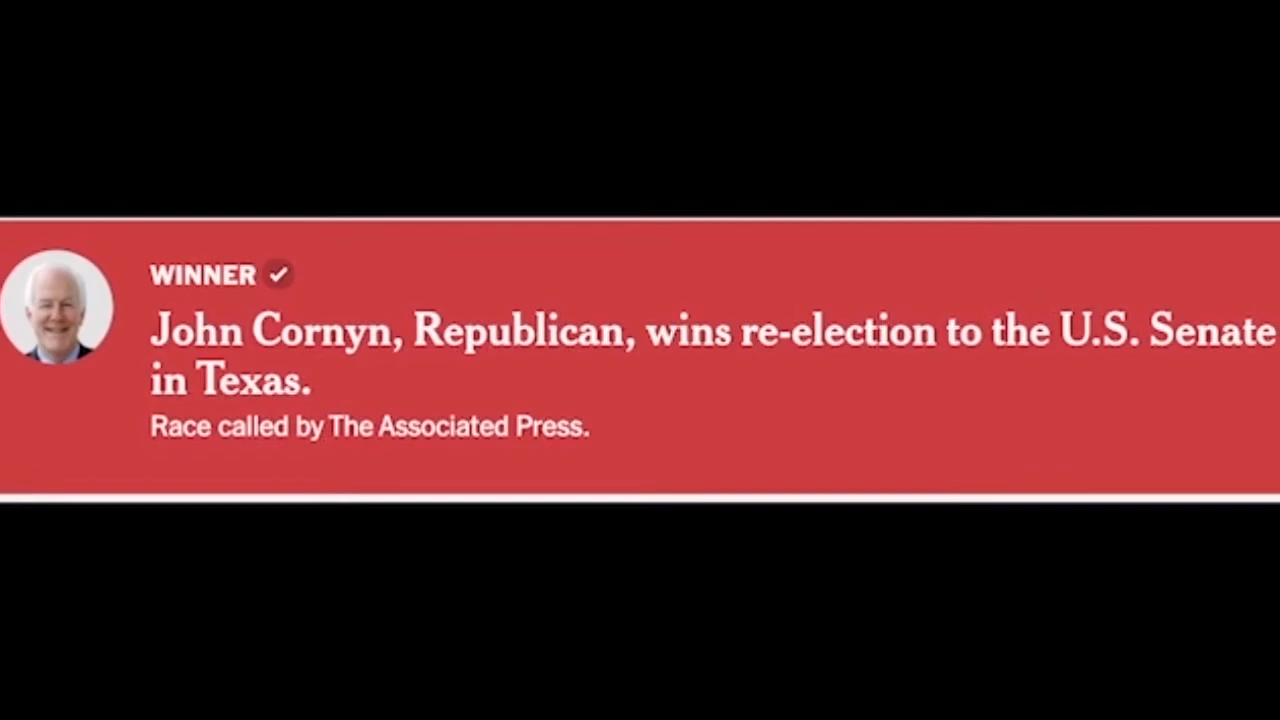 WINNER
John Cornyn, Republican, wins re-election to the U.S. Senate
in Texas.
Race called by The Associated Press.